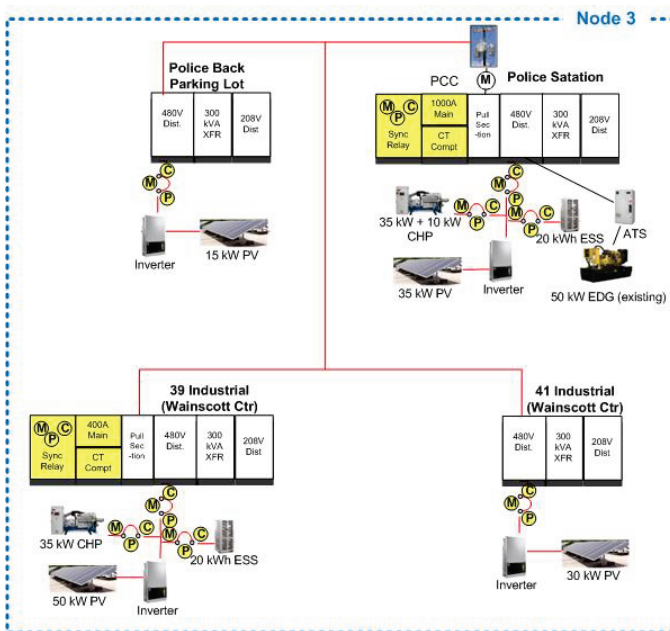 Node 3
Police Back
Parking Lot
480V
Dist.
300
kVA
XFR
208V
Dist
M
C
P
Inverter
15 kW PV
PCC
M
Police Satation
M
C
P
Sync
Relay
1000A
Main
CT
Compt
Pull
Sec
-tion
480V
Dist.
300
kVA
XFR
208V
Dist
C
M
P
35 kW + 10 kW
CHP
M
C
P
M
C
P
20 kWh ESS
ATS
35 kW PV
Inverter
50 kW EDG (existing)
39 Industrial
(Wainscott Ctr)
M
C
P
Sync
Relay
400A
Main
CT
Compt
Pull
Sec
-tion
480V
Dist.
300
kVA
XFR
208V
Dist
C
M
P
35 kW CHP
M
C
P
M
C
P
20 kWh ESS
50 kW PV
Inverter
41 Industrial
(Wainscott Ctr)
480V
Dist.
300
kVA
XFR
208V
Dist
C
M
P
Inverter
30 kW PV